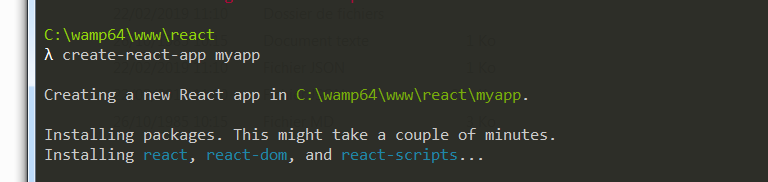 C:\wamp64\www\react
λ create-react-app myapp
Creating a new React app in C:\wamp64\www\react\myapp.
Installing packages. This might take a couple of minutes.
Installing react, react-dom, and react-scripts...